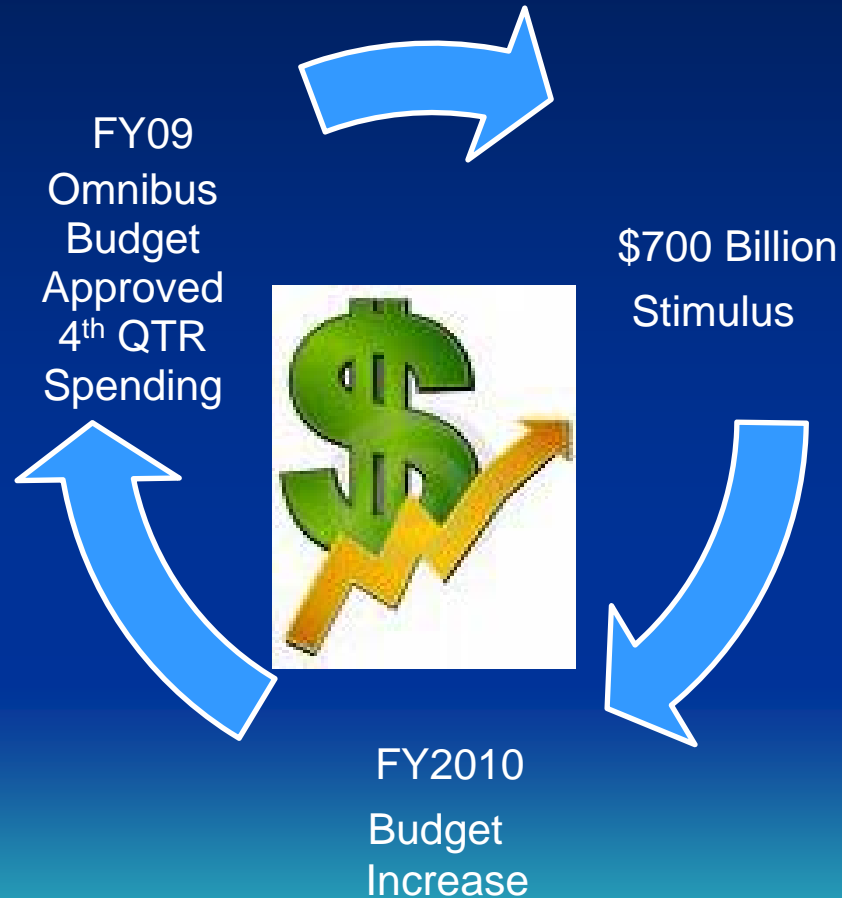 FY09
Omnibus
Budget
Approved
4th QTR
Spending
$700 Billion
Stimulus
FY2010
Budget
Increase